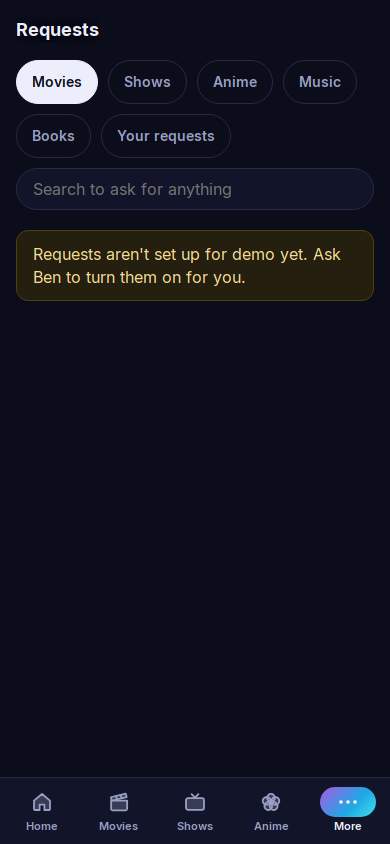 Requests
Movies
Shows
Anime
Music
Books
Your requests
Search to ask for anything
Requests aren't set up for demo yet. Ask
Ben to turn them on for you.
Home
Movies
Shows
Anime
More